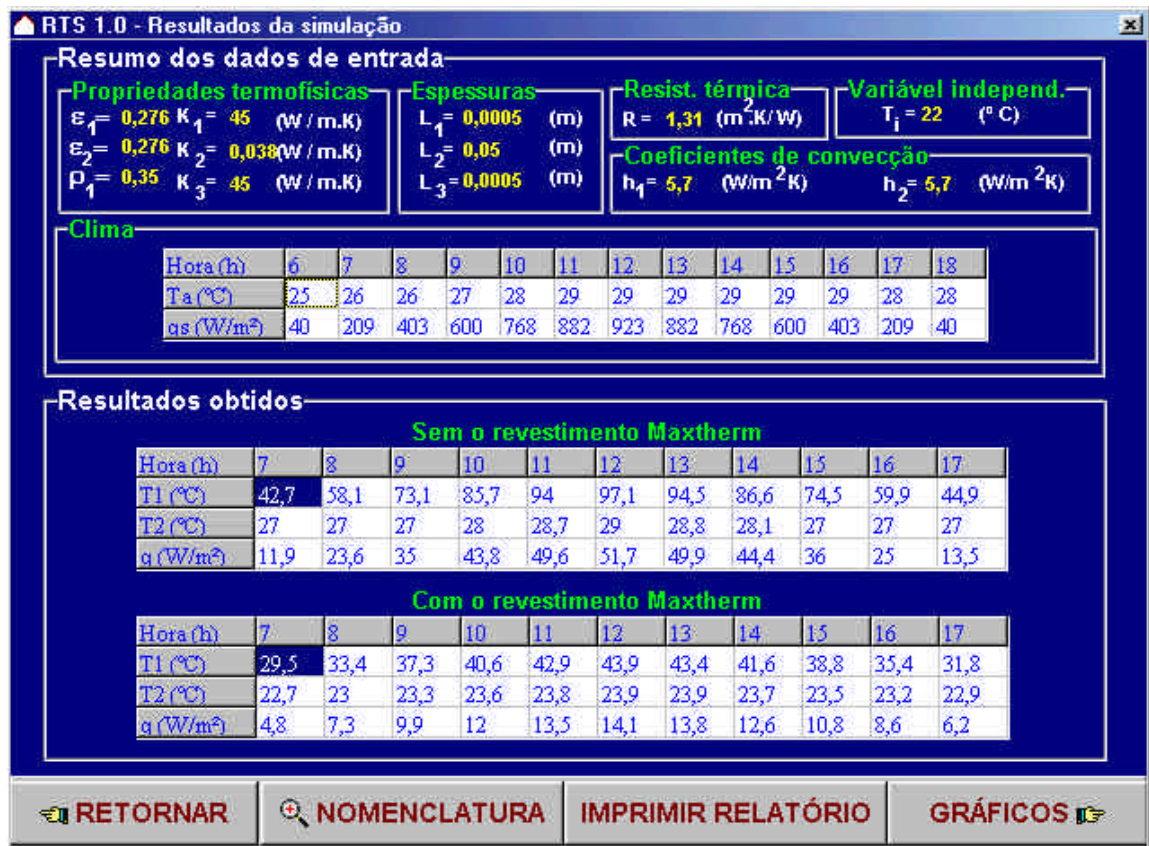 RTS 1.0 - Resultados da simulação
Resumo dos dados de entrada
Propriedades termofísicas
ε1= 0,276 K1= 45 (W / m.K)
ε2= 0,276 K2= 0,038 (W / m.K)
ρ1= 0,35 K3= 45 (W / m.K)
Espessuras
L1= 0,0005 (m)
L2= 0,05 (m)
L3= 0,0005 (m)
Resist. térmica
R = 1,31 (m².K/W)
Variável independ.
Ti = 22 (º C)
Coeficientes de convecção
h1= 5,7 (W/m²K) h2= 5,7 (W/m²K)
Clima
Hora (h) 6 7 8 9 10 11 12 13 14 15 16 17 18
Ta (ºC) 25 26 26 27 28 29 29 29 29 29 29 28 28
qs (W/m²) 40 209 403 600 768 882 923 882 768 600 403 209 40
Resultados obtidos
Sem o revestimento Maxtherm
Hora (h) 7 8 9 10 11 12 13 14 15 16 17
T1 (ºC) 42,7 58,1 73,1 85,7 94 97,1 94,5 86,6 74,5 59,9 44,9
T2 (ºC) 27 27 27 28 28,7 29 28,8 28,1 27 27 27
q (W/m²) 11,9 23,6 35 43,8 49,6 51,7 49,9 44,4 36 25 13,5
Com o revestimento Maxtherm
Hora (h) 7 8 9 10 11 12 13 14 15 16 17
T1 (ºC) 29,5 33,4 37,3 40,6 42,9 43,9 43,4 41,6 38,8 35,4 31,8
T2 (ºC) 22,7 23 23,3 23,6 23,8 23,9 23,9 23,7 23,5 23,2 22,9
q (W/m²) 4,8 7,3 9,9 12 13,5 14,1 13,8 12,6 10,8 8,6 6,2
RETORNAR NOMENCLATURA IMPRIMIR RELATÓRIO GRÁFICOS